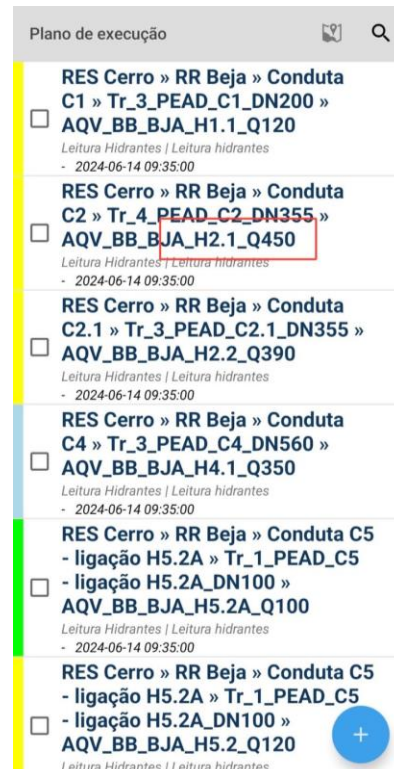 Plano de execução
RES Cerro » RR Beja » Conduta
C1 » Tr_3_PEAD_C1_DN200 »
AQV_BB_BJA_H1.1_Q120
Leitura Hidrantes | Leitura hidrantes
- 2024-06-14 09:35:00
RES Cerro » RR Beja » Conduta
C2 » Tr_4_PEAD_C2_DN355 »
AQV_BB_BJA_H2.1_Q450
Leitura Hidrantes | Leitura hidrantes
- 2024-06-14 09:35:00
RES Cerro » RR Beja » Conduta
C2.1 » Tr_3_PEAD_C2.1_DN355 »
AQV_BB_BJA_H2.2_Q390
Leitura Hidrantes | Leitura hidrantes
- 2024-06-14 09:35:00
RES Cerro » RR Beja » Conduta
C4 » Tr_3_PEAD_C4_DN560 »
AQV_BB_BJA_H4.1_Q350
Leitura Hidrantes | Leitura hidrantes
- 2024-06-14 09:35:00
RES Cerro » RR Beja » Conduta C5
- ligação H5.2A » Tr_1_PEAD_C5
- ligação H5.2A_DN100 »
AQV_BB_BJA_H5.2A_Q100
Leitura Hidrantes | Leitura hidrantes
- 2024-06-14 09:35:00
RES Cerro » RR Beja » Conduta C5
- ligação H5.2A » Tr_1_PEAD_C5
- ligação H5.2A_DN100 »
AQV_BB_BJA_H5.2_Q120
Leitura Hidrantes | Leitura hidrantes